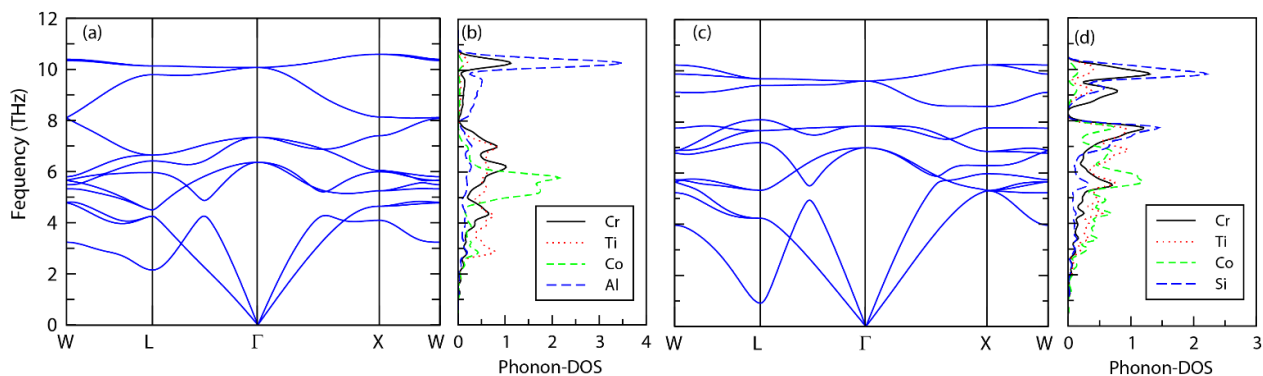 (a)
(b)
(c)
(d)
12
10
8
6
4
2
0
Fequency (THz)
Cr
Ti
Co
Al
Cr
Ti
Co
Si
W L Γ X W
0 1 2 3 4
W L Γ X W
0 1 2 3
Phonon-DOS
Phonon-DOS